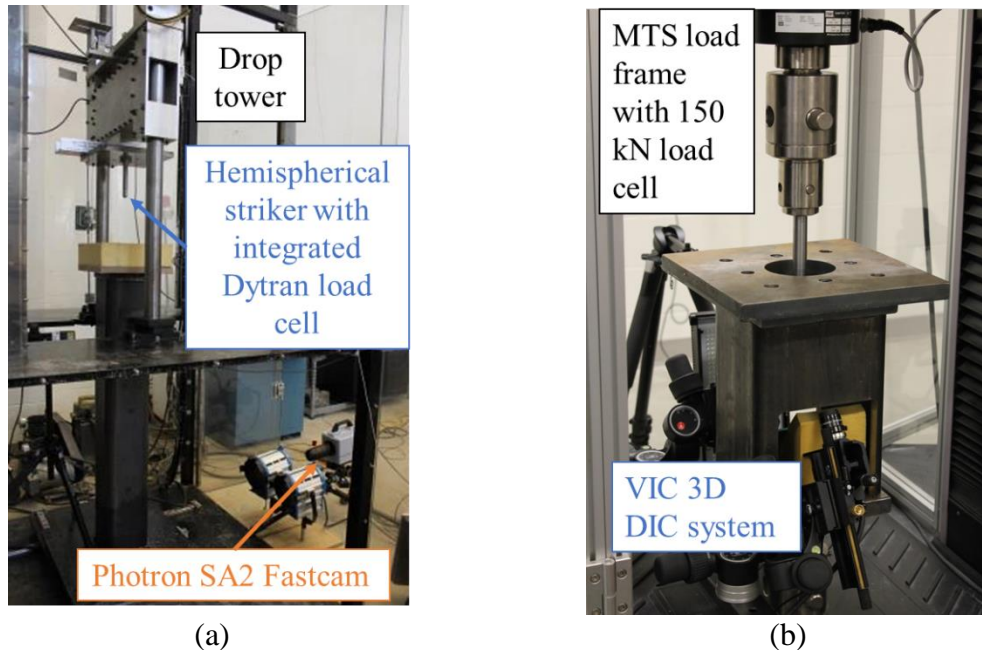 Drop
tower
Hemispherical
striker with
integrated
Dytran load
cell
Photron SA2 Fastcam
(a)
MTS load
frame
with 150
kN load
cell
VIC 3D
DIC system
(b)